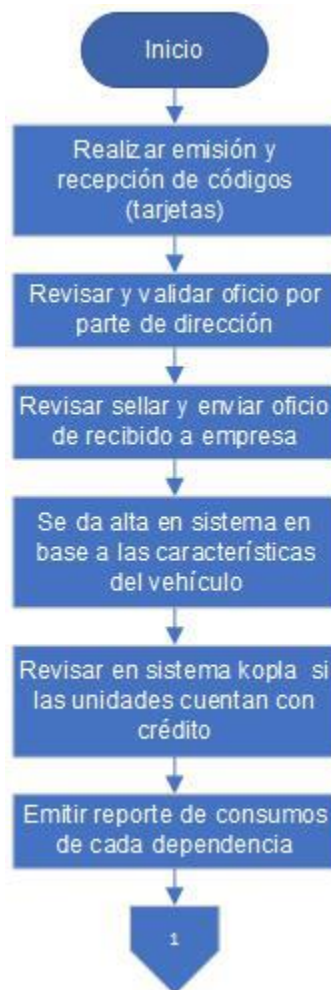 Inicio
Realizar emisión y
recepción de códigos
(tarjetas)
Revisar y validar oficio por
parte de dirección
Revisar sellar y enviar oficio
de recibido a empresa
Se da alta en sistema en
base a las características
del vehículo
Revisar en sistema kopla si
las unidades cuentan con
crédito
Emitir reporte de consumos
de cada dependencia
1